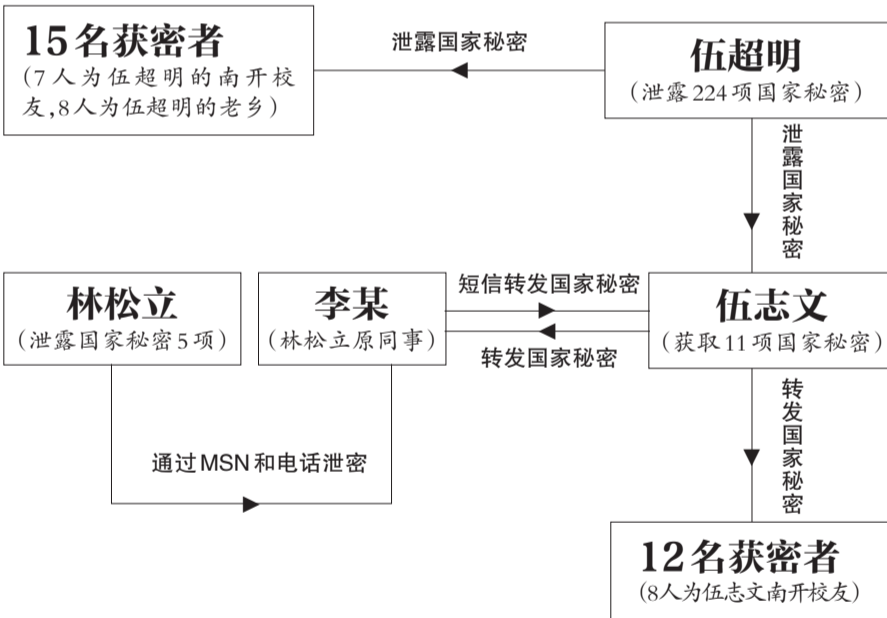 15名获密者
(7人为伍超明的南开校
友,8人为伍超明的老乡)
泄露国家秘密
伍超明
(泄露224项国家秘密)
泄露国家秘密
林松立
(泄露国家秘密5项)
李某
(林松立原同事)
短信转发国家秘密
转发国家秘密
伍志文
(获取11项国家秘密)
通过MSN和电话泄密
转发国家秘密
12名获密者
(8人为伍志文南开校友)